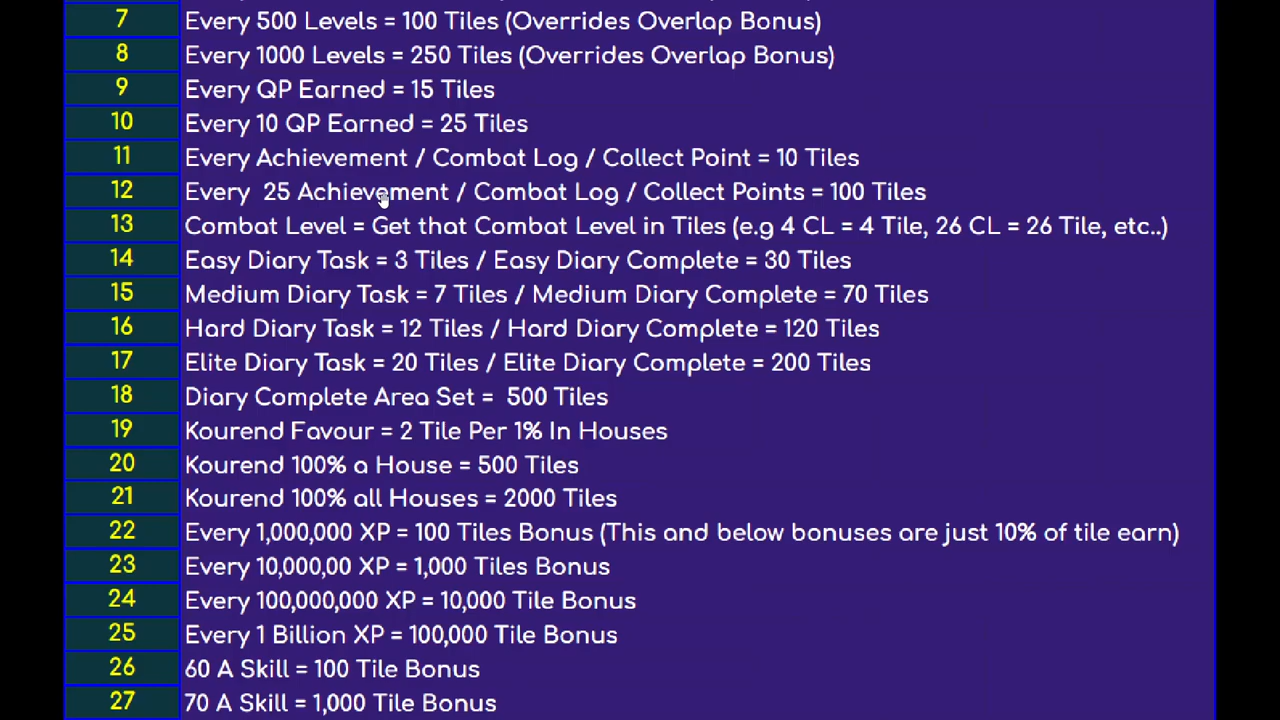 7 Every 500 Levels = 100 Tiles (Overrides Overlap Bonus)
8 Every 1000 Levels = 250 Tiles (Overrides Overlap Bonus)
9 Every QP Earned = 15 Tiles
10 Every 10 QP Earned = 25 Tiles
11 Every Achievement / Combat Log / Collect Point = 10 Tiles
12 Every  25 Achievement / Combat Log / Collect Points = 100 Tiles
13 Combat Level = Get that Combat Level in Tiles (e.g 4 CL = 4 Tile, 26 CL = 26 Tile, etc..)
14 Easy Diary Task = 3 Tiles / Easy Diary Complete = 30 Tiles
15 Medium Diary Task = 7 Tiles / Medium Diary Complete = 70 Tiles
16 Hard Diary Task = 12 Tiles / Hard Diary Complete = 120 Tiles
17 Elite Diary Task = 20 Tiles / Elite Diary Complete = 200 Tiles
18 Diary Complete Area Set =  500 Tiles
19 Kourend Favour = 2 Tile Per 1% In Houses
20 Kourend 100% a House = 500 Tiles
21 Kourend 100% all Houses = 2000 Tiles
22 Every 1,000,000 XP = 100 Tiles Bonus (This and below bonuses are just 10% of tile earn)
23 Every 10,000,00 XP = 1,000 Tiles Bonus
24 Every 100,000,000 XP = 10,000 Tile Bonus
25 Every 1 Billion XP = 100,000 Tile Bonus
26 60 A Skill = 100 Tile Bonus
27 70 A Skill = 1,000 Tile Bonus